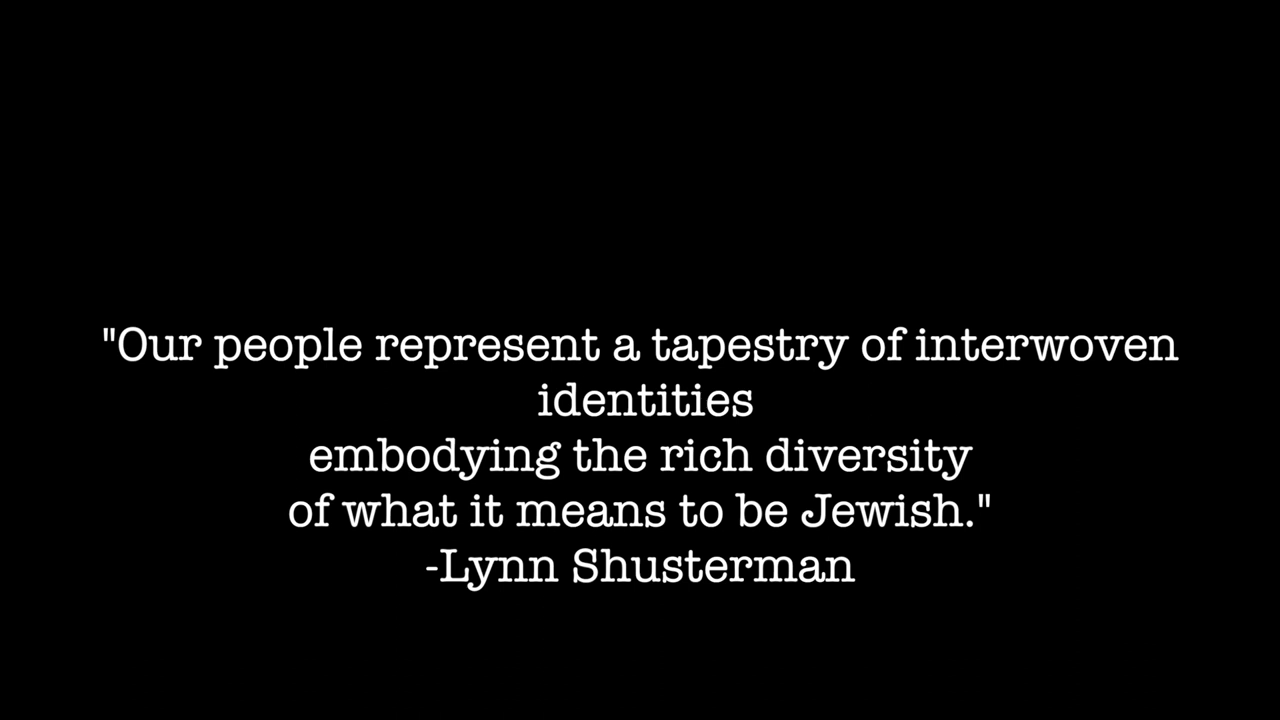 "Our people represent a tapestry of interwoven
identities
embodying the rich diversity
of what it means to be Jewish."
-Lynn Shusterman